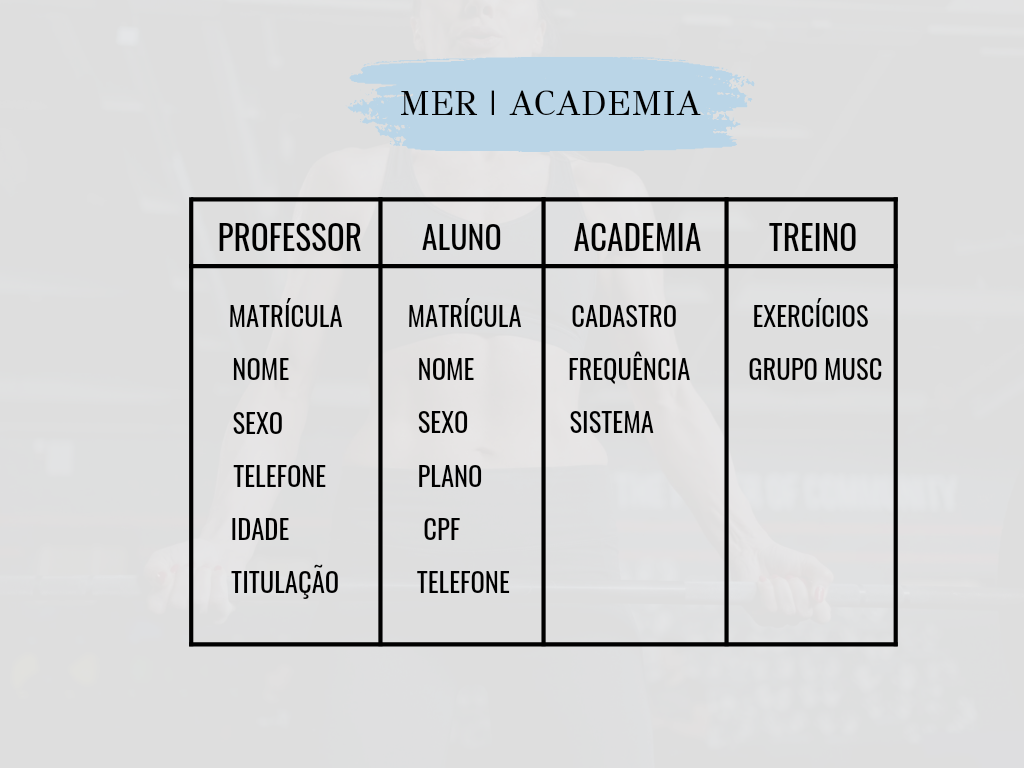 MER | ACADEMIA
PROFESSOR ALUNO ACADEMIA TREINO
MATRÍCULA MATRÍCULA CADASTRO EXERCÍCIOS
NOME NOME FREQUÊNCIA GRUPO MUSC
SEXO SEXO SISTEMA
TELEFONE PLANO
IDADE CPF
TITULAÇÃO TELEFONE